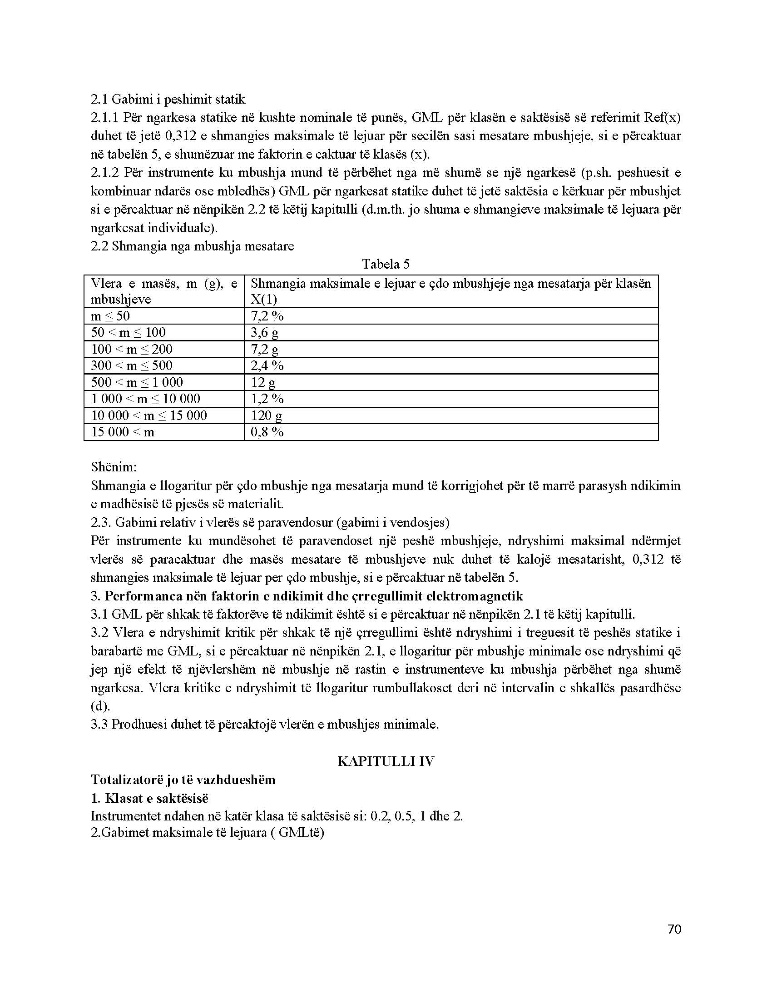 2.1 Gabimi i peshimit statik
2.1.1 Për ngarkesa statike në kushte nominale të punës, GML për klasën e saktësisë së referimit Ref(x)
duhet të jetë 0,312 e shmangies maksimale të lejuar për secilën sasi mesatare mbushjeje, si e përcaktuar
në tabelën 5, e shumëzuar me faktorin e caktuar të klasës (x).
2.1.2 Për instrumente ku mbushja mund të përbëhet nga më shumë se një ngarkesë (p.sh. peshuesit e
kombinuar ndarës ose mbledhës) GML për ngarkesat statike duhet të jetë saktësia e kërkuar për mbushjet
si e përcaktuar në nënpikën 2.2 të këtij kapitulli (d.m.th. jo shuma e shmangieve maksimale të lejuara për
ngarkesat individuale).
2.2 Shmangia nga mbushja mesatare
Tabela 5
Vlera e masës, m (g), e
mbushjeve
Shmangia maksimale e lejuar e çdo mbushjeje nga mesatarja për klasën
X(1)
m ≤ 50
7,2 %
50 < m ≤ 100
3,6 g
100 < m ≤ 200
7,2 g
300 < m ≤ 500
2,4 %
500 < m ≤ 1 000
12 g
1 000 < m ≤ 10 000
1,2 %
10 000 < m ≤ 15 000
120 g
15 000 < m
0,8 %
Shënim:
Shmangia e llogaritur për çdo mbushje nga mesatarja mund të korrigjohet për të marrë parasysh ndikimin
e madhësisë të pjesës së materialit.
2.3. Gabimi relativ i vlerës së paravendosur (gabimi i vendosjes)
Për instrumente ku mundësohet të paravendoset një peshë mbushjeje, ndryshimi maksimal ndërmjet
vlerës së paracaktuar dhe masës mesatare të mbushjeve nuk duhet të kalojë mesatarisht, 0,312 të
shmangies maksimale të lejuar per çdo mbushje, si e përcaktuar në tabelën 5.
3. Performanca nën faktorin e ndikimit dhe çrregullimit elektromagnetik
3.1 GML për shkak të faktorëve të ndikimit është si e përcaktuar në nënpikën 2.1 të këtij kapitulli.
3.2 Vlera e ndryshimit kritik për shkak të një çrregullimi është ndryshimi i treguesit të peshës statike i
barabartë me GML, si e përcaktuar në nënpikën 2.1, e llogaritur për mbushje minimale ose ndryshimi që
jep një efekt të njëvlershëm në mbushje në rastin e instrumenteve ku mbushja përbëhet nga shumë
ngarkesa. Vlera kritike e ndryshimit të llogaritur rumbullakoset deri në intervalin e shkallës pasardhëse
(d).
3.3 Prodhuesi duhet të përcaktojë vlerën e mbushjes minimale.
KAPITULLI IV
Totalizatorë jo të vazhdueshëm
1. Klasat e saktësisë
Instrumentet ndahen në katër klasa të saktësisë si: 0.2, 0.5, 1 dhe 2.
2.Gabimet maksimale të lejuara ( GMLtë)
70